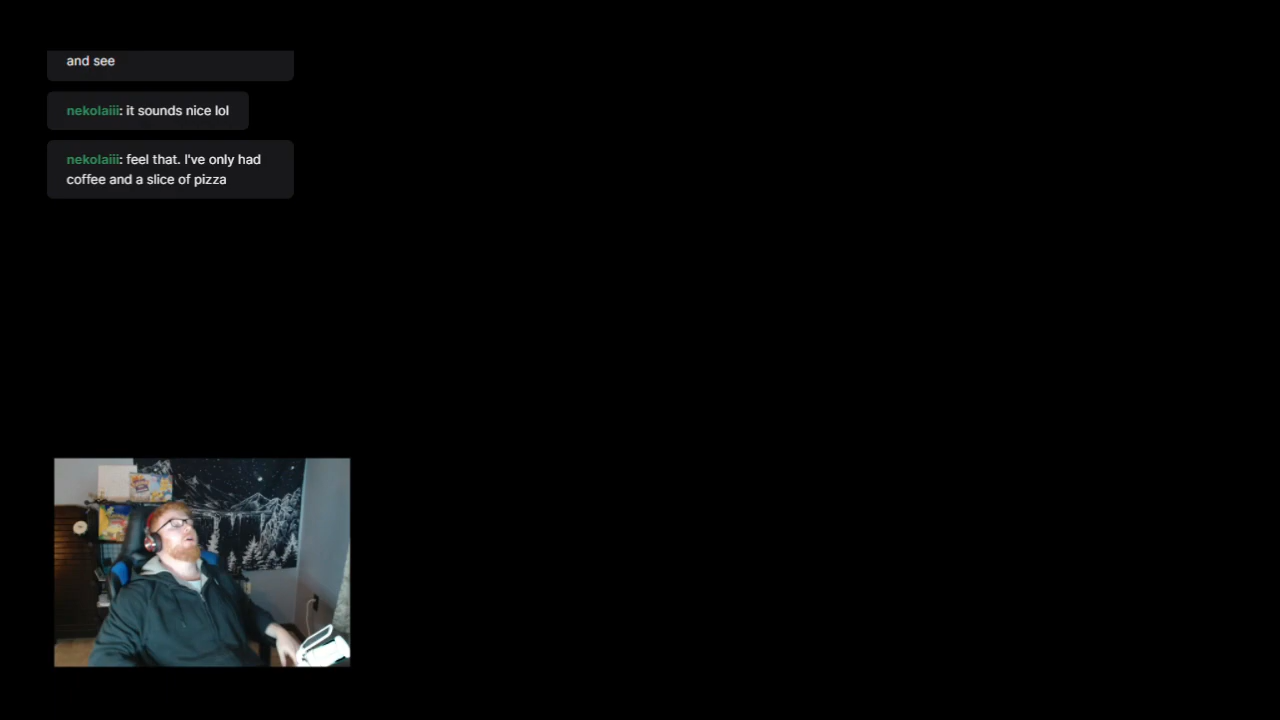 and see
nekolaiii: it sounds nice lol
nekolaiii: feel that. I've only had
coffee and a slice of pizza